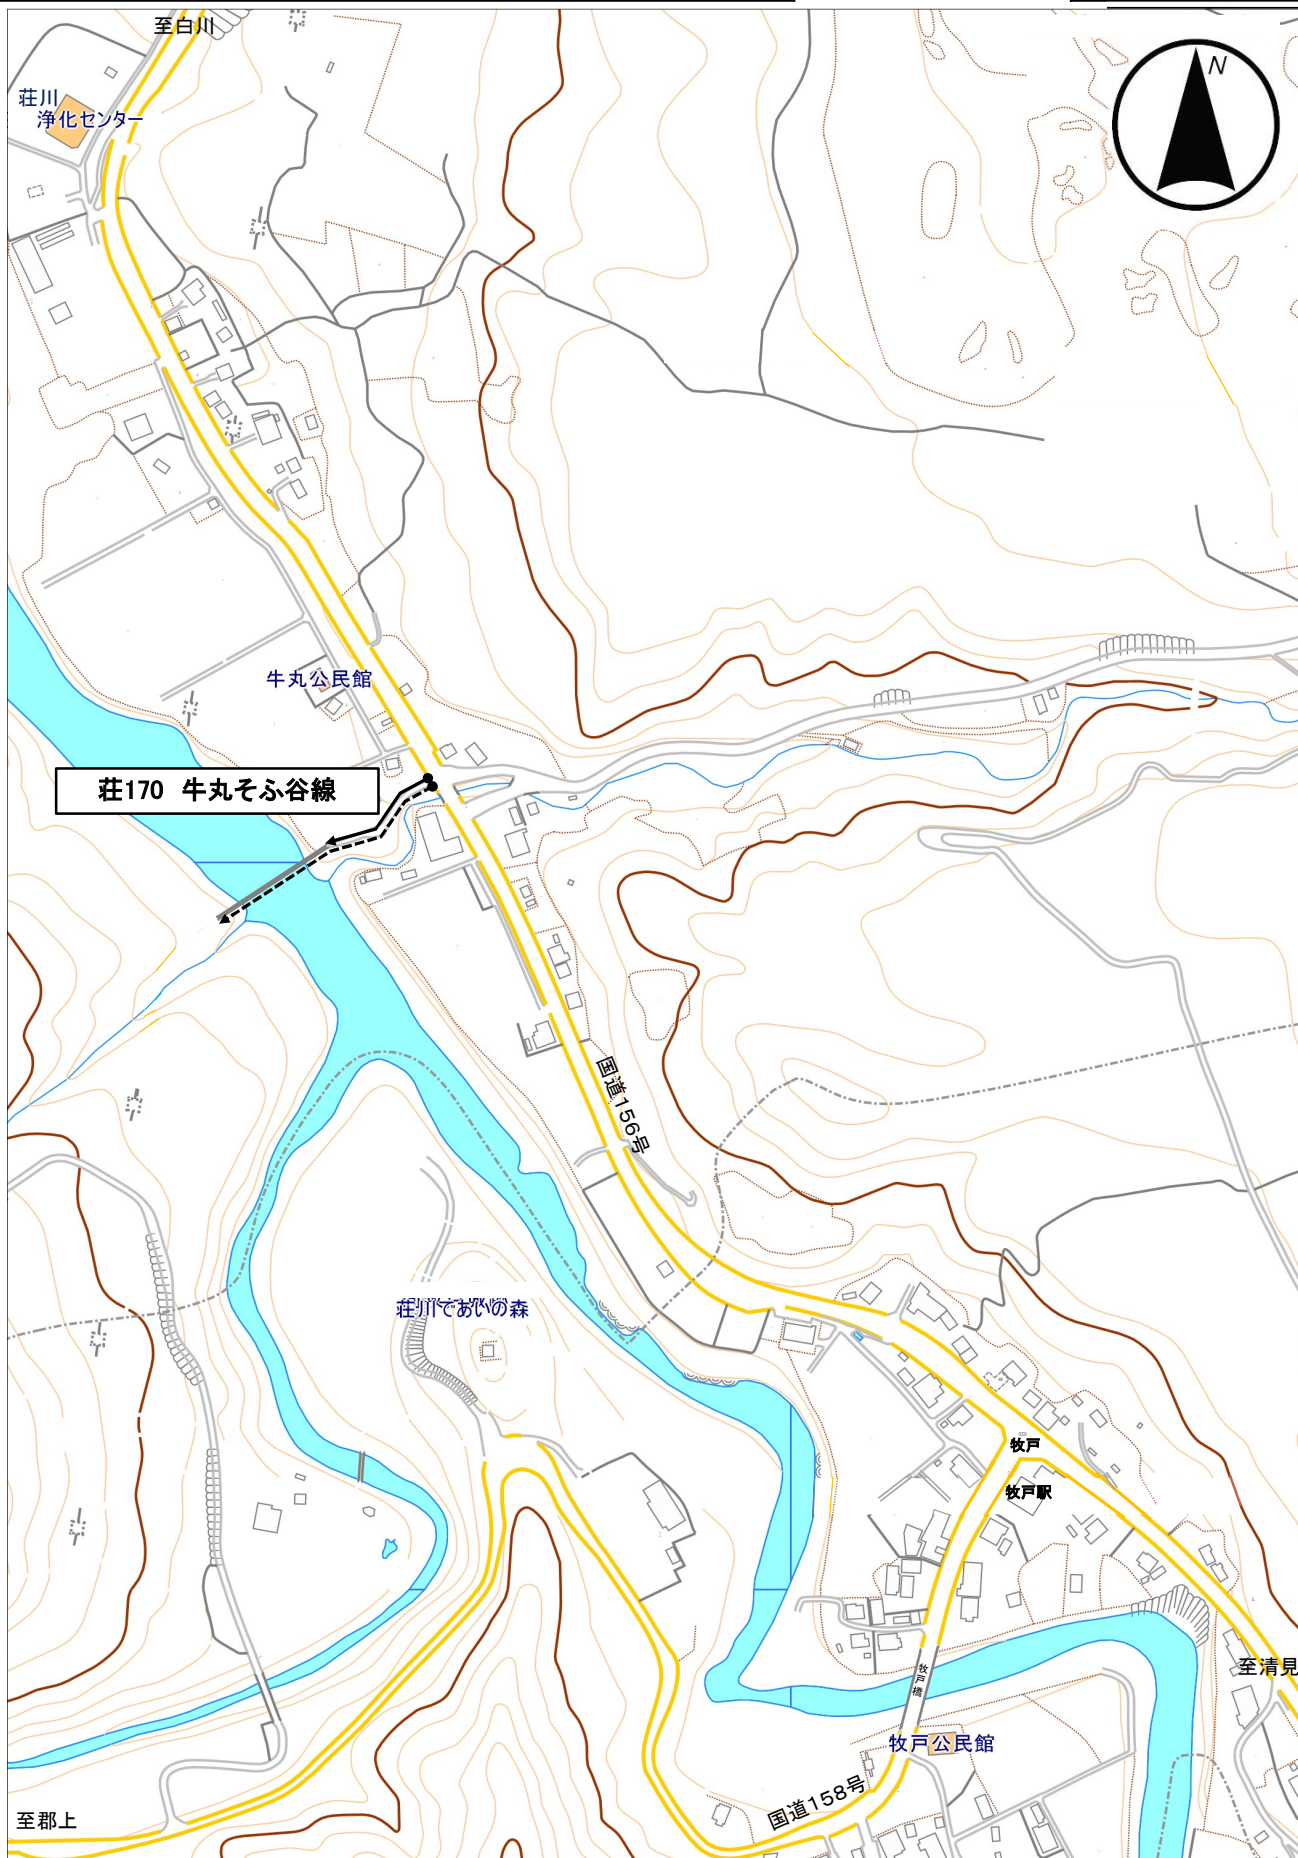 至白川
N
荘川
浄化センター
牛丸公民館
荘170 牛丸そふ谷線
国道156号
荘川であいの森
牧戸
牧戸駅
至清見
牧戸橋
牧戸公民館
国道158号
至郡上